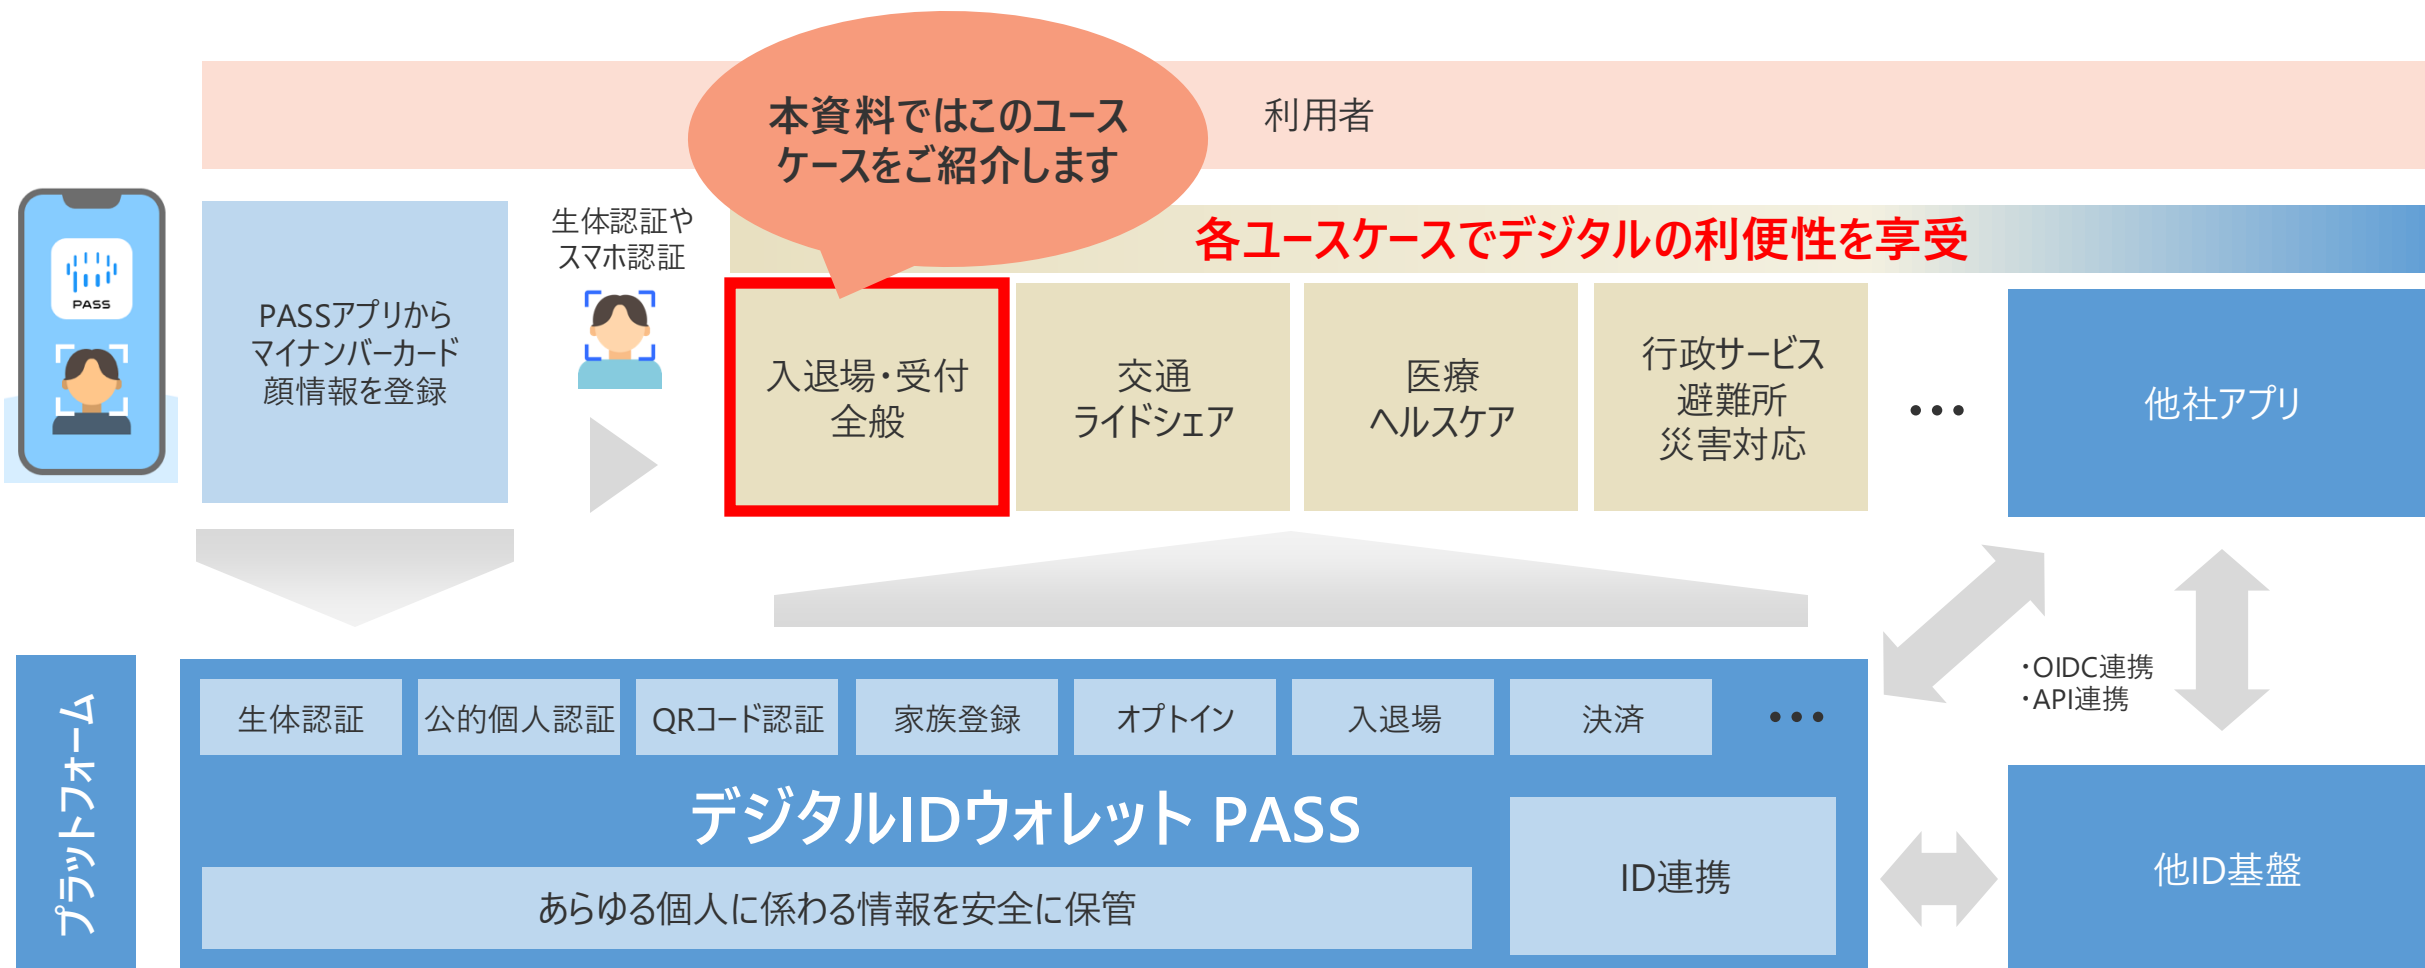 本資料ではこのユース
ケースをご紹介します
利用者
PASS
PASSアプリから
マイナンバーカード
顔情報を登録
生体認証や
スマホ認証
各ユースケースでデジタルの利便性を享受
入退場・受付
全般
交通
ライドシェア
医療
ヘルスケア
行政サービス
避難所
災害対応
•••
他社アプリ
・OIDC連携
・API連携
プラットフォーム
生体認証
公的個人認証
QRコード認証
家族登録
オプトイン
入退場
決済
•••
デジタルIDウォレット PASS
あらゆる個人に係わる情報を安全に保管
ID連携
他ID基盤